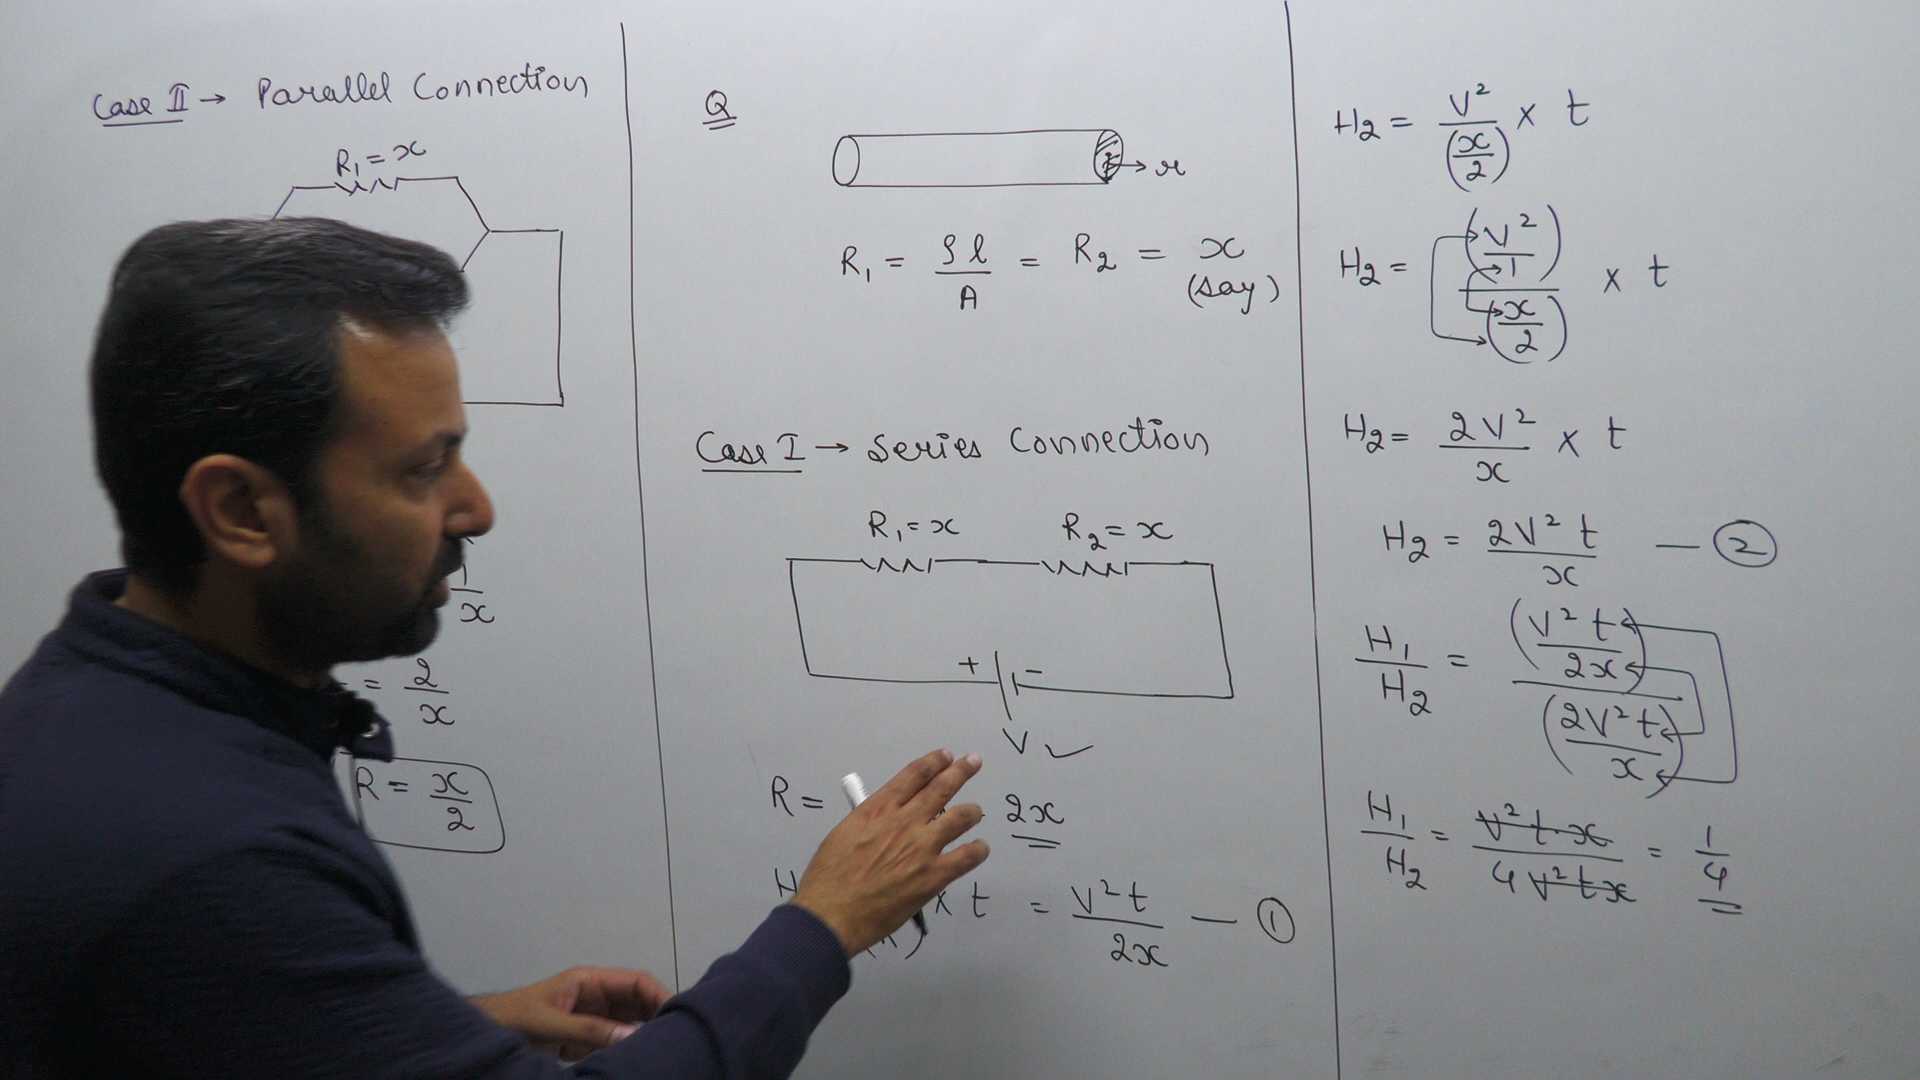 Case II → Parallel Connection
R₁ = x
1/x
= 2/x
R = x/2
Q
→ r
R₁ = ρl/A = R₂ = x
(say)
Case I → Series Connection
R₁ = x R₂ = x
+ −
V ✓
R = 2x
H × t = V²t/2x — ①
H₂ = V²/(x/2) × t
H₂ = (V²/1)/(x/2) × t
H₂ = 2V²/x × t
H₂ = 2V²t/x — ②
H₁/H₂ = (V²t/2x)/(2V²t/x)
H₁/H₂ = V²t·x/4V²tx = 1/4